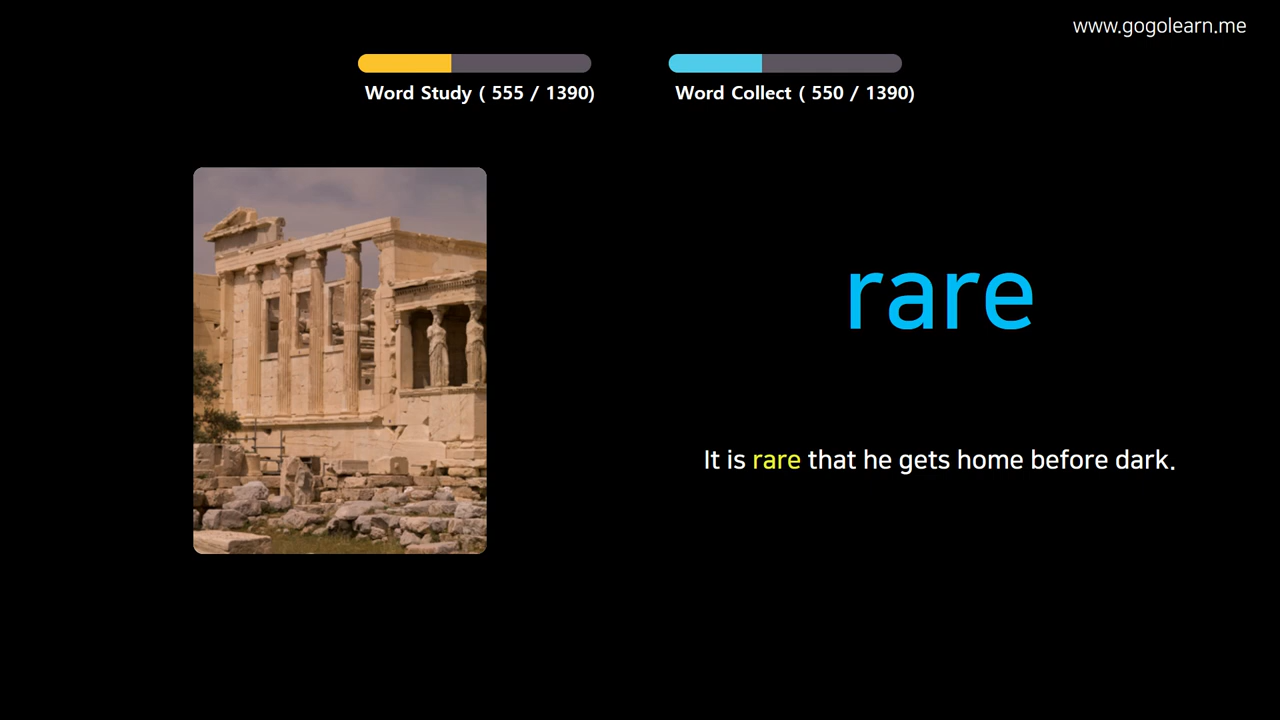 www.gogolearn.me
Word Study ( 555 / 1390)
Word Collect ( 550 / 1390)
rare
It is rare that he gets home before dark.